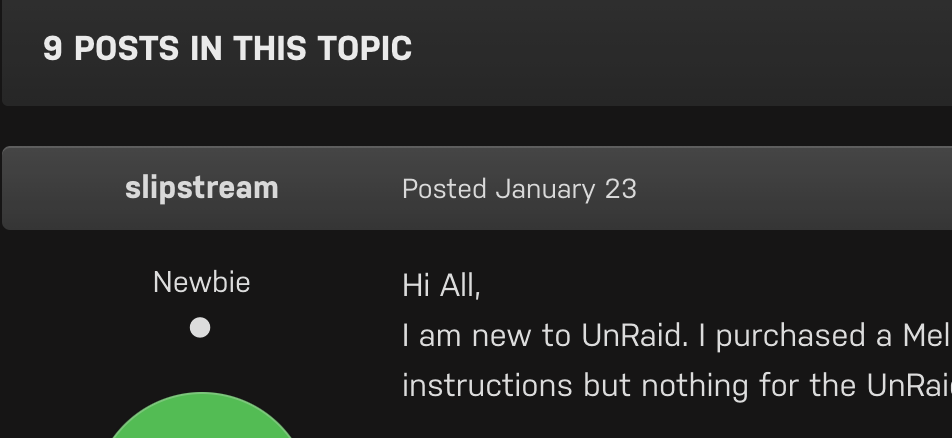 9 POSTS IN THIS TOPIC
slipstream
Posted January 23
Newbie
Hi All,
I am new to UnRaid. I purchased a
instructions but nothing for the